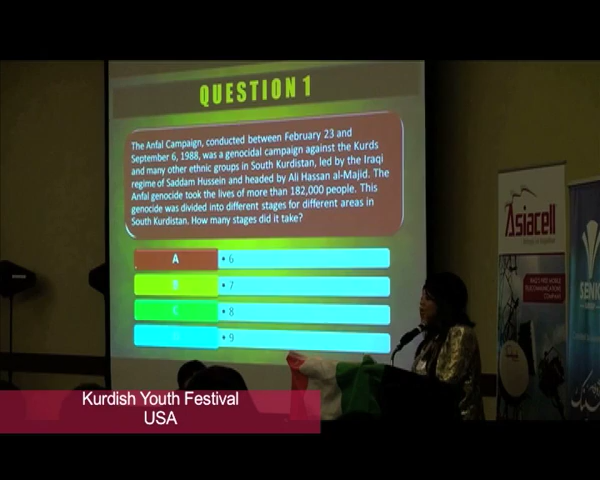 QUESTION 1
The Anfal Campaign, conducted between February 23 and
September 6, 1988, was a genocidal campaign against the Kurds
and many other ethnic groups in South Kurdistan, led by the Iraqi
regime of Saddam Hussein and headed by Ali Hassan al-Majid. The
Anfal genocide took the lives of more than 182,000 people. This
genocide was divided into different stages for different areas in
South Kurdistan. How many stages did it take?
A • 6
B • 7
C • 8
• 9
Asiacell
SENK
Kurdish Youth Festival
USA